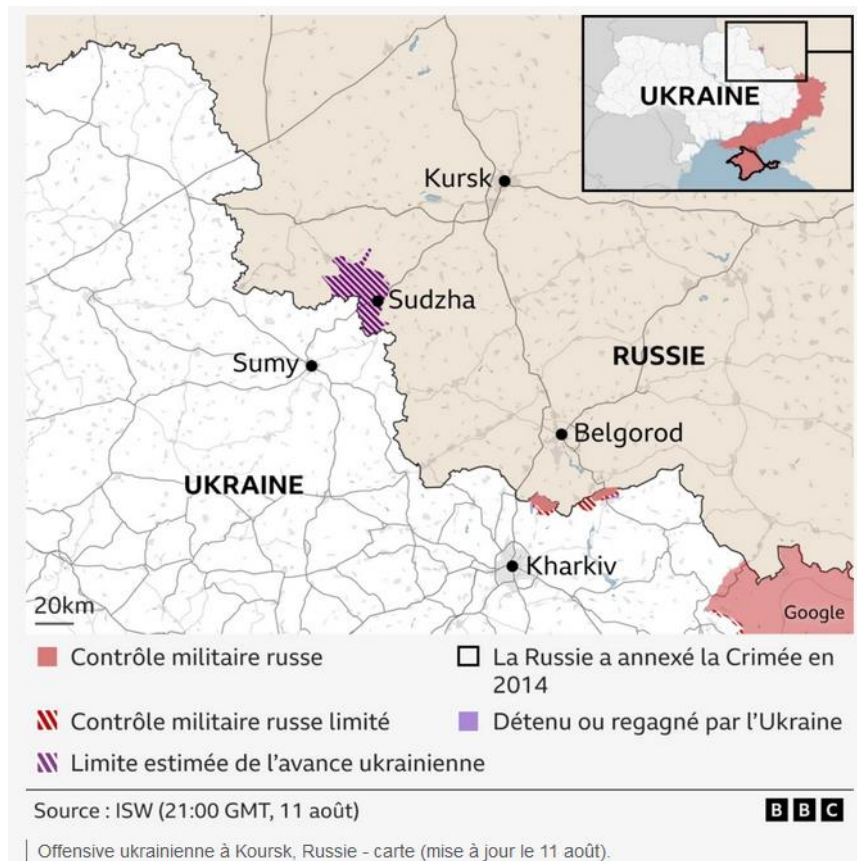 UKRAINE
Kursk
Sudzha
Sumy
RUSSIE
Belgorod
UKRAINE
Kharkiv
20km
Google
Contrôle militaire russe
La Russie a annexé la Crimée en
2014
Contrôle militaire russe limité
Détenu ou regagné par l'Ukraine
Limite estimée de l'avance ukrainienne
Source : ISW (21:00 GMT, 11 août)
BBC
Offensive ukrainienne à Koursk, Russie - carte (mise à jour le 11 août).